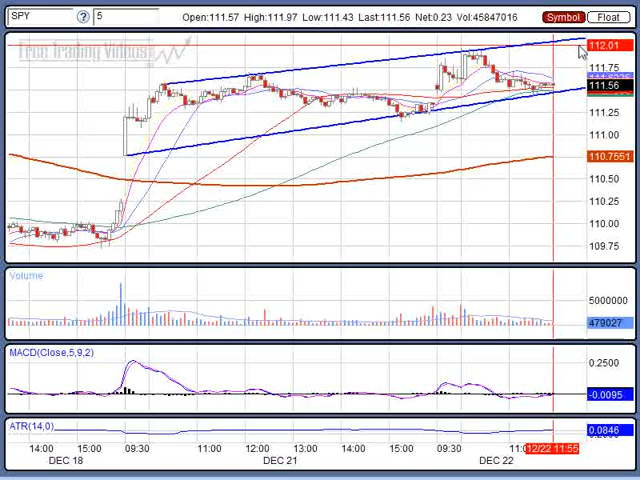 SPY ? 5 Open:111.57 High:111.97 Low:111.43 Last:111.56 Net:0.23 Vol:45847016 Symbol Float
Free Trading Videos
112.01
111.75
111.56
111.25
111.00
110.7551
110.50
110.25
110.00
109.75
Volume
5000000
479027
MACD(Close,5,9,2)
0.2500
-0.0095
ATR(14,0)
0.0846
14:00 15:00 09:30 11:00 12:00 13:00 14:00 15:00 09:30 11:0 12/22 11:55
DEC 18 DEC 21 DEC 22